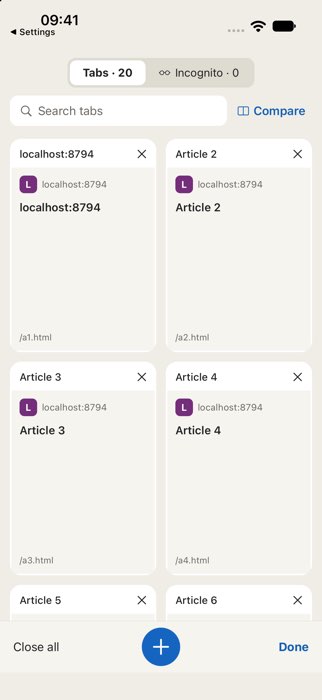 09:41
◀ Settings
Tabs · 20
Incognito · 0
Search tabs
Compare
localhost:8794
Article 2
L localhost:8794
L localhost:8794
localhost:8794
Article 2
/a1.html
/a2.html
Article 3
Article 4
L localhost:8794
L localhost:8794
Article 3
Article 4
/a3.html
/a4.html
Article 5
Article 6
Close all
Done